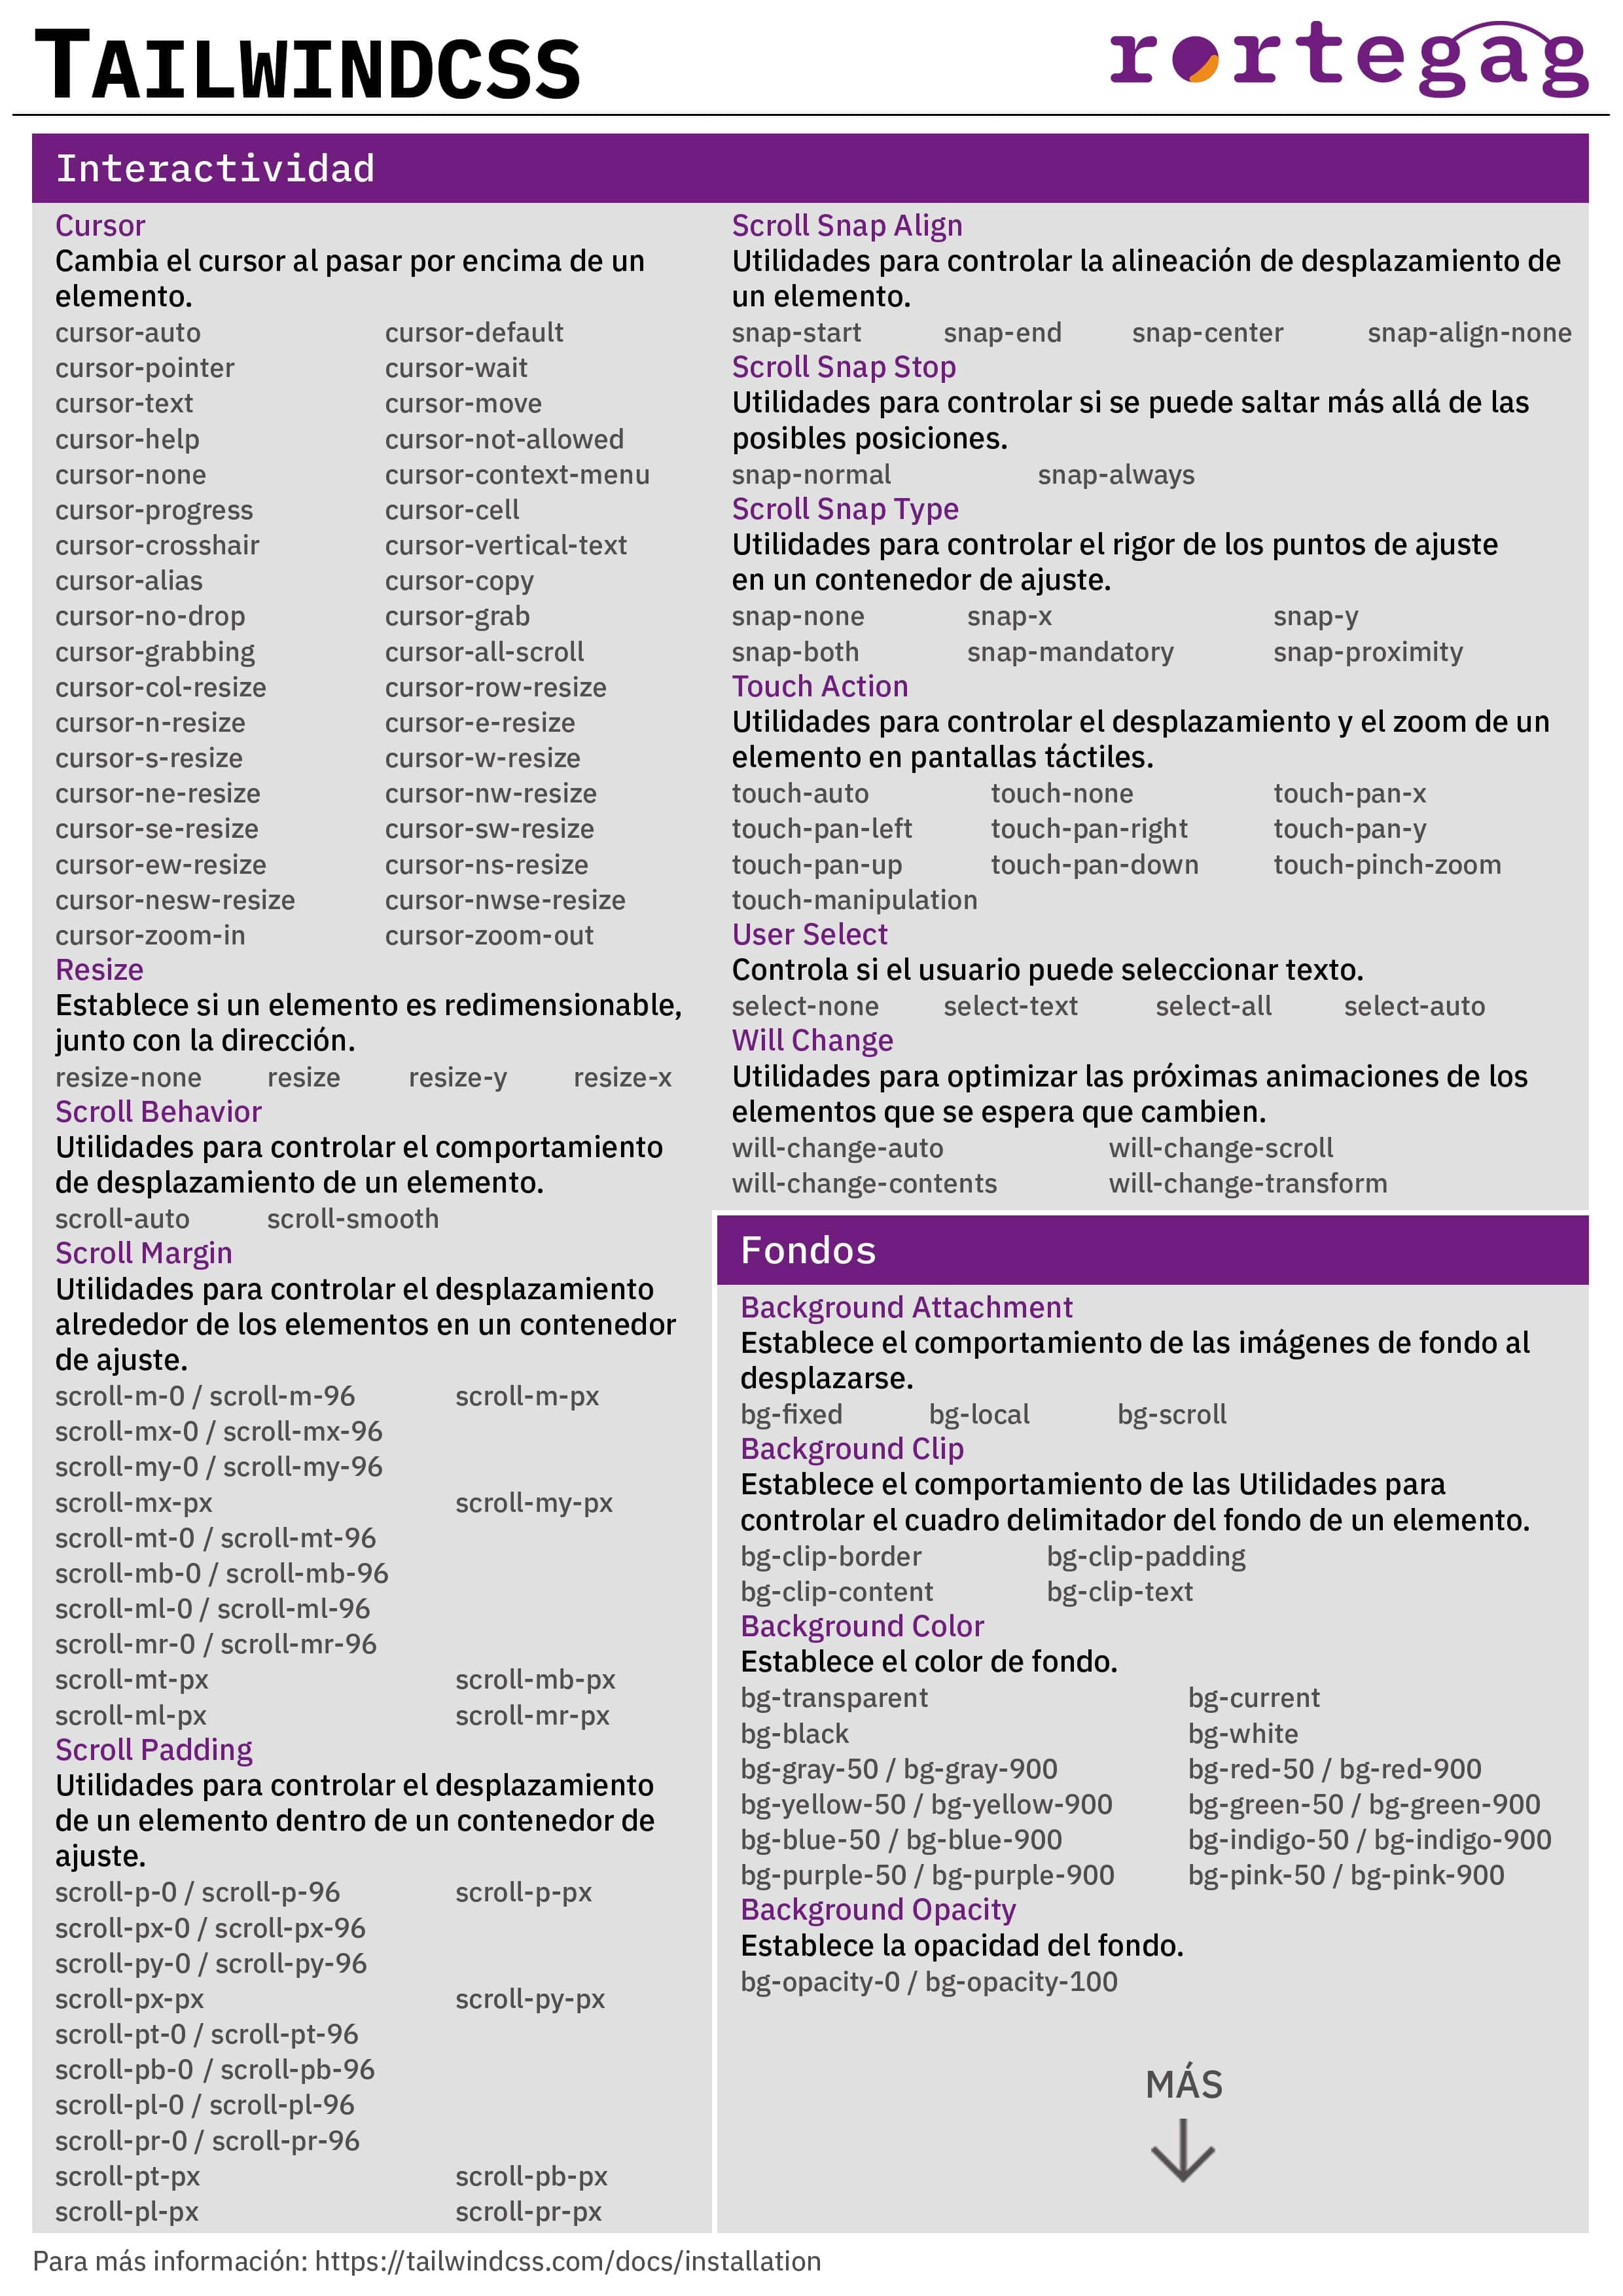 TAILWINDCSS
rortegag
Interactividad
Cursor
Cambia el cursor al pasar por encima de un
elemento.
cursor-auto cursor-default
cursor-pointer cursor-wait
cursor-text cursor-move
cursor-help cursor-not-allowed
cursor-none cursor-context-menu
cursor-progress cursor-cell
cursor-crosshair cursor-vertical-text
cursor-alias cursor-copy
cursor-no-drop cursor-grab
cursor-grabbing cursor-all-scroll
cursor-col-resize cursor-row-resize
cursor-n-resize cursor-e-resize
cursor-s-resize cursor-w-resize
cursor-ne-resize cursor-nw-resize
cursor-se-resize cursor-sw-resize
cursor-ew-resize cursor-ns-resize
cursor-nesw-resize cursor-nwse-resize
cursor-zoom-in cursor-zoom-out
Resize
Establece si un elemento es redimensionable,
junto con la dirección.
resize-none resize resize-y resize-x
Scroll Behavior
Utilidades para controlar el comportamiento
de desplazamiento de un elemento.
scroll-auto scroll-smooth
Scroll Margin
Utilidades para controlar el desplazamiento
alrededor de los elementos en un contenedor
de ajuste.
scroll-m-0 / scroll-m-96 scroll-m-px
scroll-mx-0 / scroll-mx-96
scroll-my-0 / scroll-my-96
scroll-mx-px scroll-my-px
scroll-mt-0 / scroll-mt-96
scroll-mb-0 / scroll-mb-96
scroll-ml-0 / scroll-ml-96
scroll-mr-0 / scroll-mr-96
scroll-mt-px scroll-mb-px
scroll-ml-px scroll-mr-px
Scroll Padding
Utilidades para controlar el desplazamiento
de un elemento dentro de un contenedor de
ajuste.
scroll-p-0 / scroll-p-96 scroll-p-px
scroll-px-0 / scroll-px-96
scroll-py-0 / scroll-py-96
scroll-px-px scroll-py-px
scroll-pt-0 / scroll-pt-96
scroll-pb-0 / scroll-pb-96
scroll-pl-0 / scroll-pl-96
scroll-pr-0 / scroll-pr-96
scroll-pt-px scroll-pb-px
scroll-pl-px scroll-pr-px
Scroll Snap Align
Utilidades para controlar la alineación de desplazamiento de
un elemento.
snap-start snap-end snap-center snap-align-none
Scroll Snap Stop
Utilidades para controlar si se puede saltar más allá de las
posibles posiciones.
snap-normal snap-always
Scroll Snap Type
Utilidades para controlar el rigor de los puntos de ajuste
en un contenedor de ajuste.
snap-none snap-x snap-y
snap-both snap-mandatory snap-proximity
Touch Action
Utilidades para controlar el desplazamiento y el zoom de un
elemento en pantallas táctiles.
touch-auto touch-none touch-pan-x
touch-pan-left touch-pan-right touch-pan-y
touch-pan-up touch-pan-down touch-pinch-zoom
touch-manipulation
User Select
Controla si el usuario puede seleccionar texto.
select-none select-text select-all select-auto
Will Change
Utilidades para optimizar las próximas animaciones de los
elementos que se espera que cambien.
will-change-auto will-change-scroll
will-change-contents will-change-transform
Fondos
Background Attachment
Establece el comportamiento de las imágenes de fondo al
desplazarse.
bg-fixed bg-local bg-scroll
Background Clip
Establece el comportamiento de las Utilidades para
controlar el cuadro delimitador del fondo de un elemento.
bg-clip-border bg-clip-padding
bg-clip-content bg-clip-text
Background Color
Establece el color de fondo.
bg-transparent bg-current
bg-black bg-white
bg-gray-50 / bg-gray-900 bg-red-50 / bg-red-900
bg-yellow-50 / bg-yellow-900 bg-green-50 / bg-green-900
bg-blue-50 / bg-blue-900 bg-indigo-50 / bg-indigo-900
bg-purple-50 / bg-purple-900 bg-pink-50 / bg-pink-900
Background Opacity
Establece la opacidad del fondo.
bg-opacity-0 / bg-opacity-100
MÁS
Para más información: https://tailwindcss.com/docs/installation